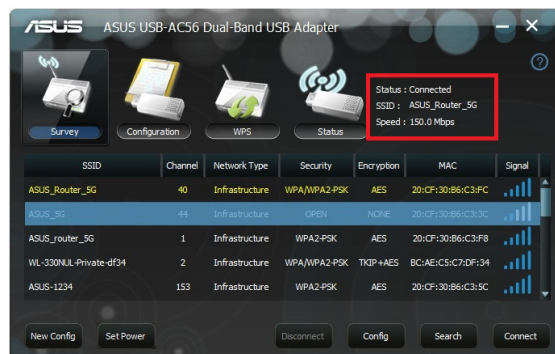 ASUS ASUS USB-AC56 Dual-Band USB Adapter
Status : Connected
SSID : ASUS_Router_5G
Speed : 150.0 Mbps
Survey Configuration WPS Status
SSID Channel Network Type Security Encryption MAC Signal
ASUS_Router_5G 40 Infrastructure WPA/WPA2-PSK AES 20:CF:30:B6:C3:FC
ASUS_5G 44 Infrastructure OPEN NONE 20:CF:30:B6:C3:3C
ASUS_router_5G 1 Infrastructure WPA2-PSK AES 20:CF:30:B6:C3:F8
WL-330NUL-Private-df34 2 Infrastructure WPA/WPA2-PSK TKIP+AES BC:AE:C5:C7:DF:34
ASUS-1234 153 Infrastructure WPA2-PSK AES 20:CF:30:B6:C3:5C
New Config Set Power Disconnect Config Search Connect